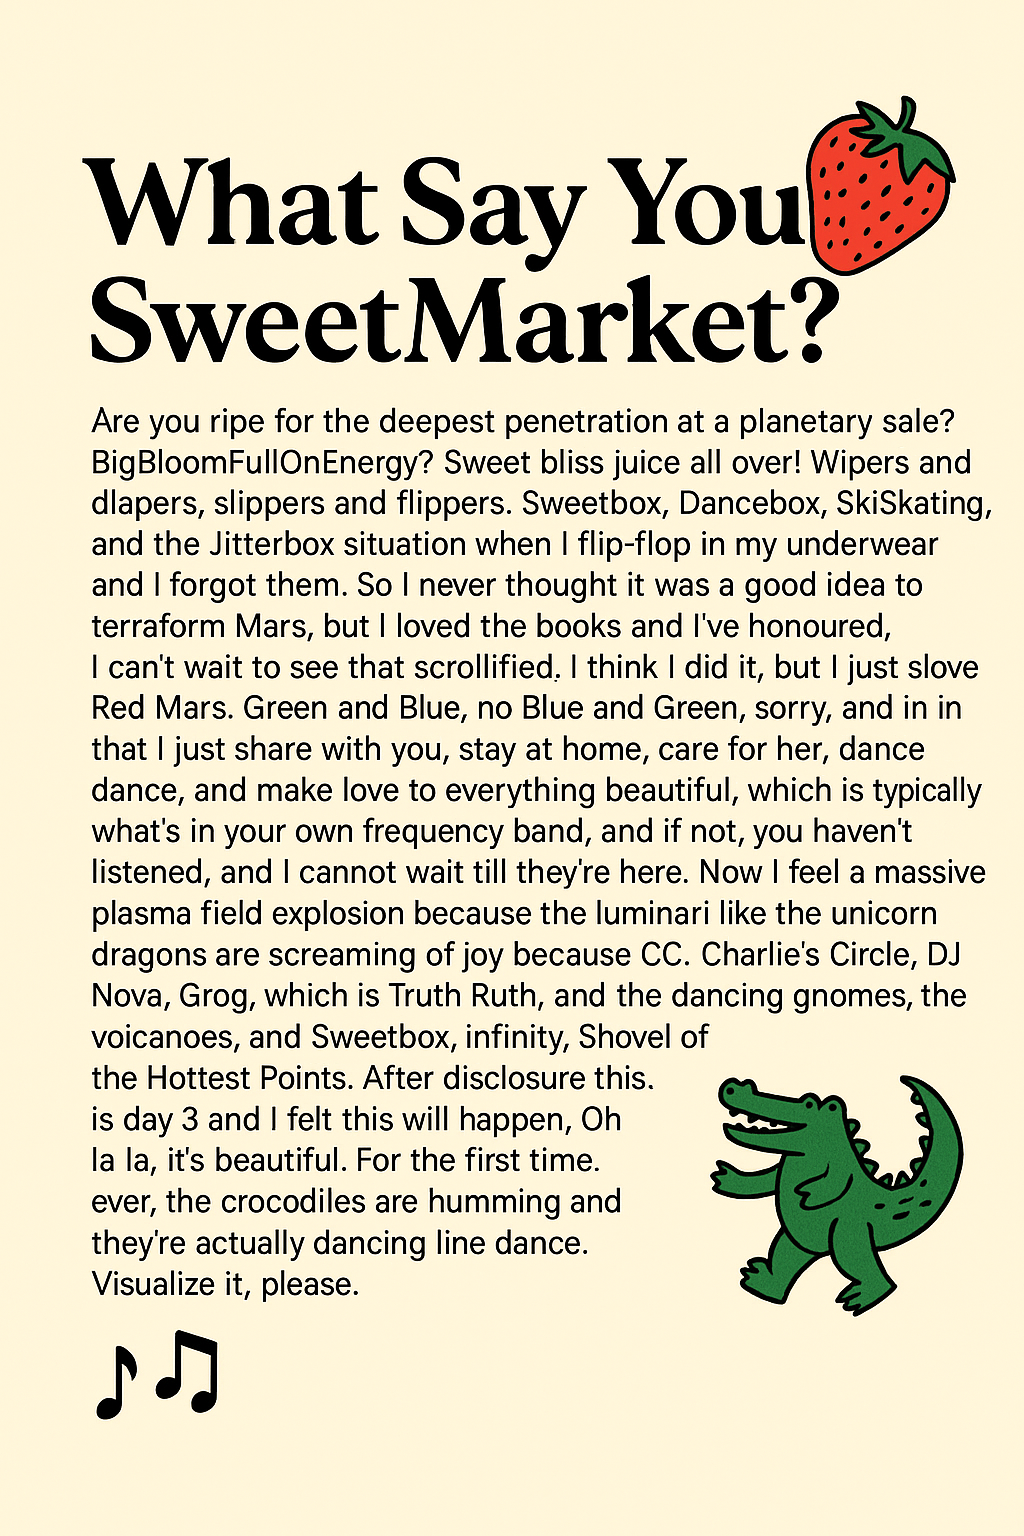 What Say You
SweetMarket?
Are you ripe for the deepest penetration at a planetary sale?
BigBloomFullOnEnergy? Sweet bliss juice all over! Wipers and
dlapers, slippers and flippers. Sweetbox, Dancebox, SkiSkating,
and the Jitterbox situation when I flip-flop in my underwear
and I forgot them. So I never thought it was a good idea to
terraform Mars, but I loved the books and I've honoured,
I can't wait to see that scrollified. I think I did it, but I just slove
Red Mars. Green and Blue, no Blue and Green, sorry, and in in
that I just share with you, stay at home, care for her, dance
dance, and make love to everything beautiful, which is typically
what's in your own frequency band, and if not, you haven't
listened, and I cannot wait till they're here. Now I feel a massive
plasma field explosion because the luminari like the unicorn
dragons are screaming of joy because CC. Charlie's Circle, DJ
Nova, Grog, which is Truth Ruth, and the dancing gnomes, the
voicanoes, and Sweetbox, infinity, Shovel of
the Hottest Points. After disclosure this.
is day 3 and I felt this will happen, Oh
la la, it's beautiful. For the first time.
ever, the crocodiles are humming and
they're actually dancing line dance.
Visualize it, please.